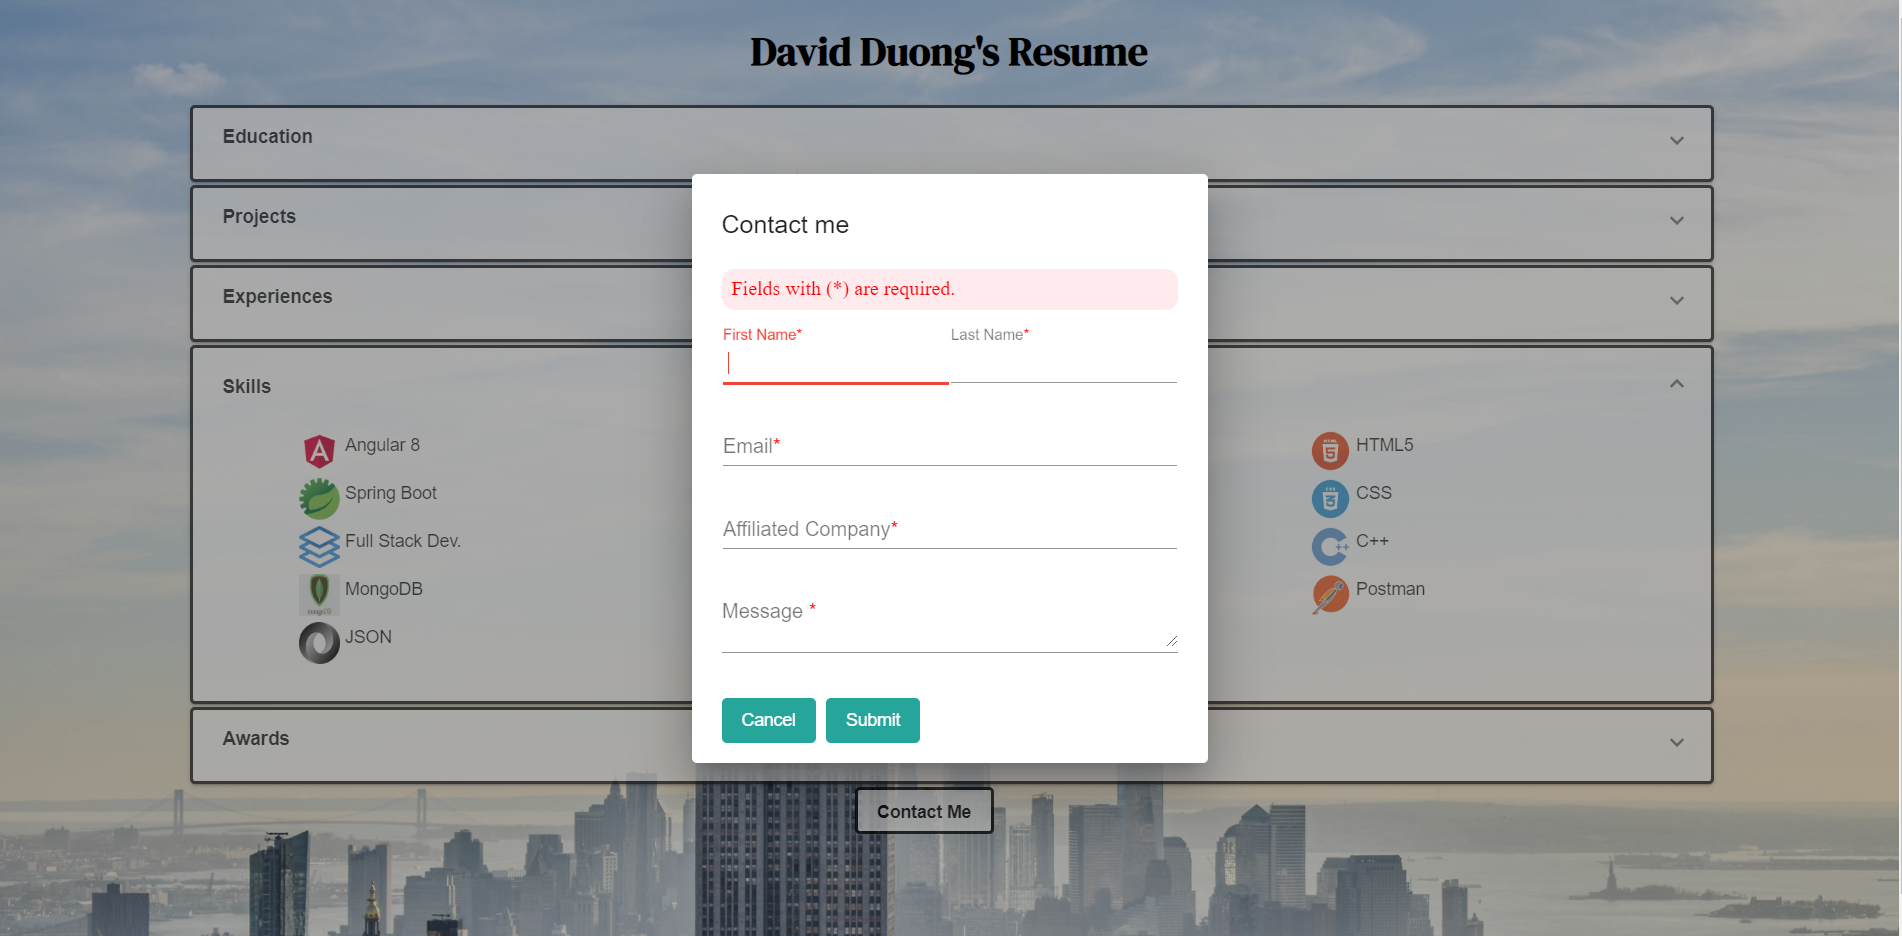 David Duong's Resume
Education
Projects
Experiences
Skills
Angular 8
Spring Boot
Full Stack Dev.
MongoDB
JSON
HTML5
CSS
C++
Postman
Awards
Contact Me
Contact me
Fields with (*) are required.
First Name* Last Name*
Email*
Affiliated Company*
Message *
Cancel Submit